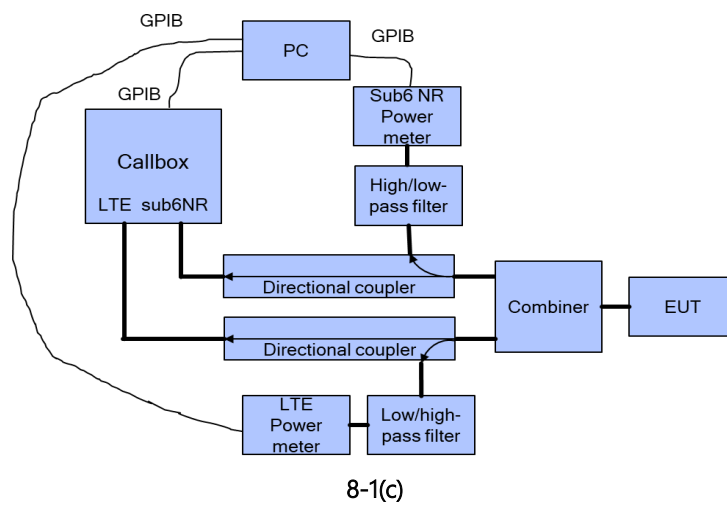 GPIB
PC
GPIB
GPIB
Sub6 NR
Power
meter
Callbox
LTE sub6NR
High/low-
pass filter
Directional coupler
Combiner
EUT
Directional coupler
LTE
Power
meter
Low/high-
pass filter
8-1(c)